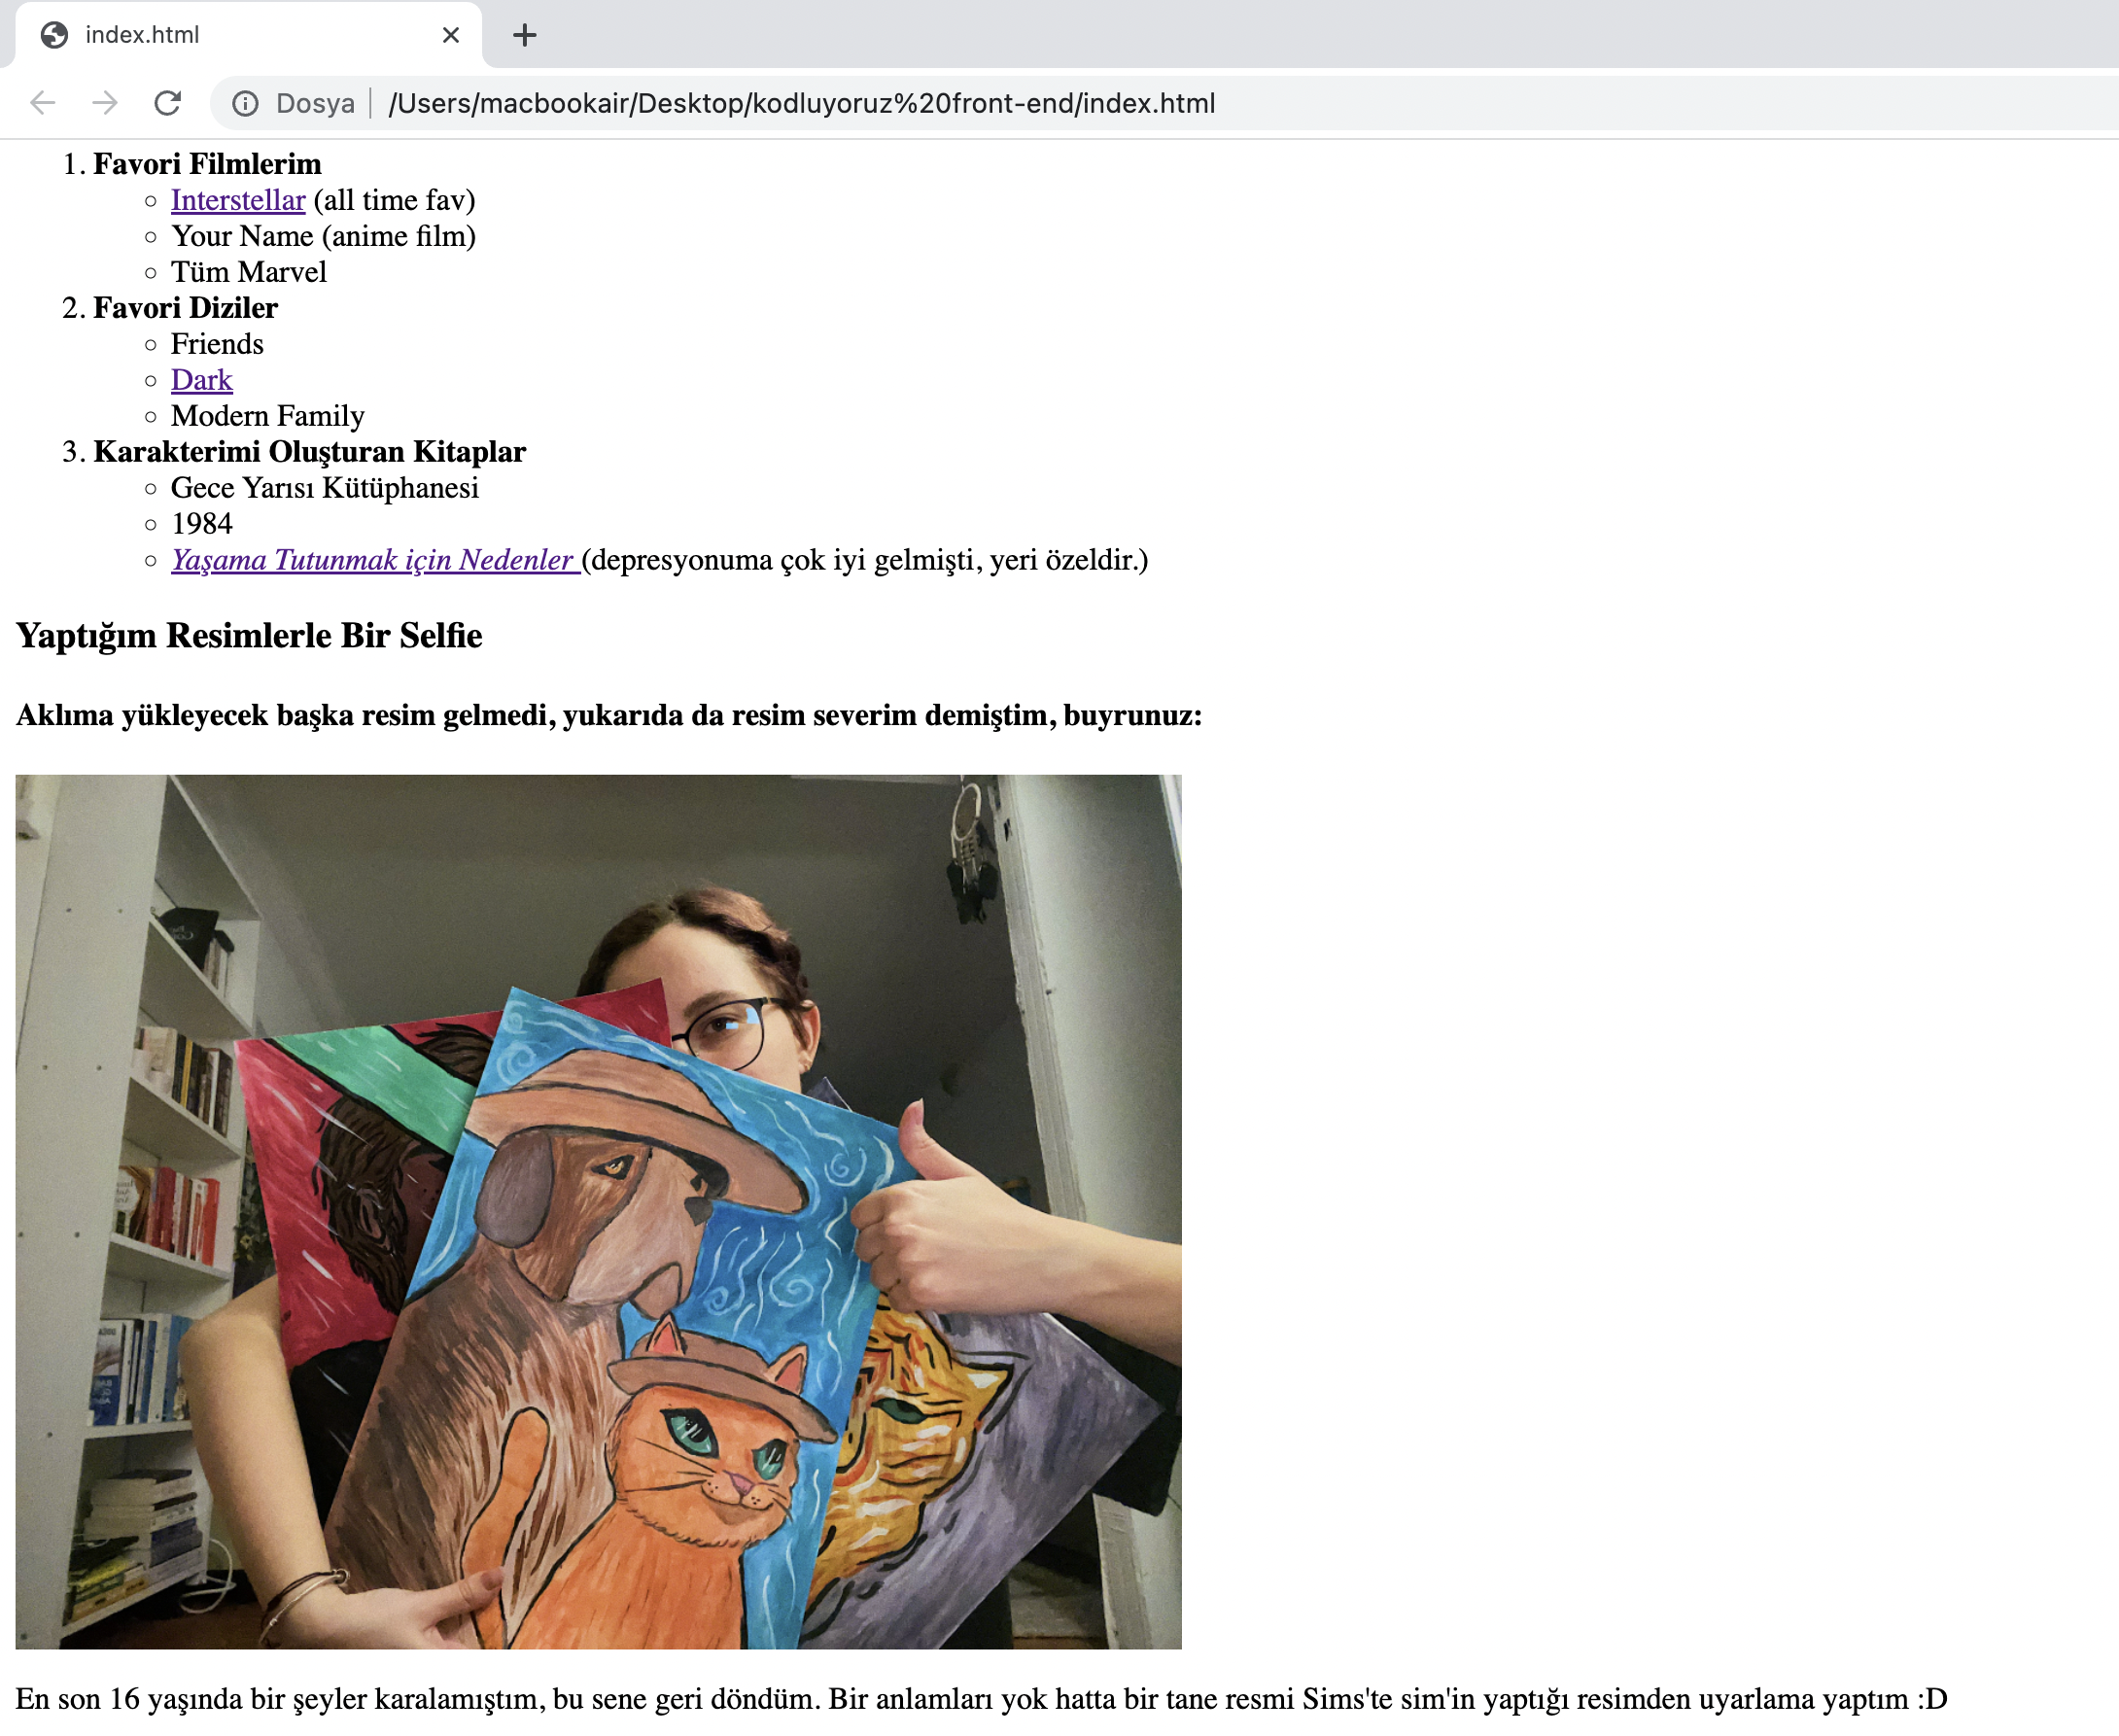 index.html
Dosya /Users/macbookair/Desktop/kodluyoruz%20front-end/index.html
1. Favori Filmlerim
Interstellar (all time fav)
Your Name (anime film)
Tüm Marvel
2. Favori Diziler
Friends
Dark
Modern Family
3. Karakterimi Oluşturan Kitaplar
Gece Yarısı Kütüphanesi
1984
Yaşama Tutunmak için Nedenler (depresyonuma çok iyi gelmişti, yeri özeldir.)
Yaptığım Resimlerle Bir Selfie
Aklıma yükleyecek başka resim gelmedi, yukarıda da resim severim demiştim, buyrunuz:
En son 16 yaşında bir şeyler karalamıştım, bu sene geri döndüm. Bir anlamları yok hatta bir tane resmi Sims'te sim'in yaptığı resimden uyarlama yaptım :D